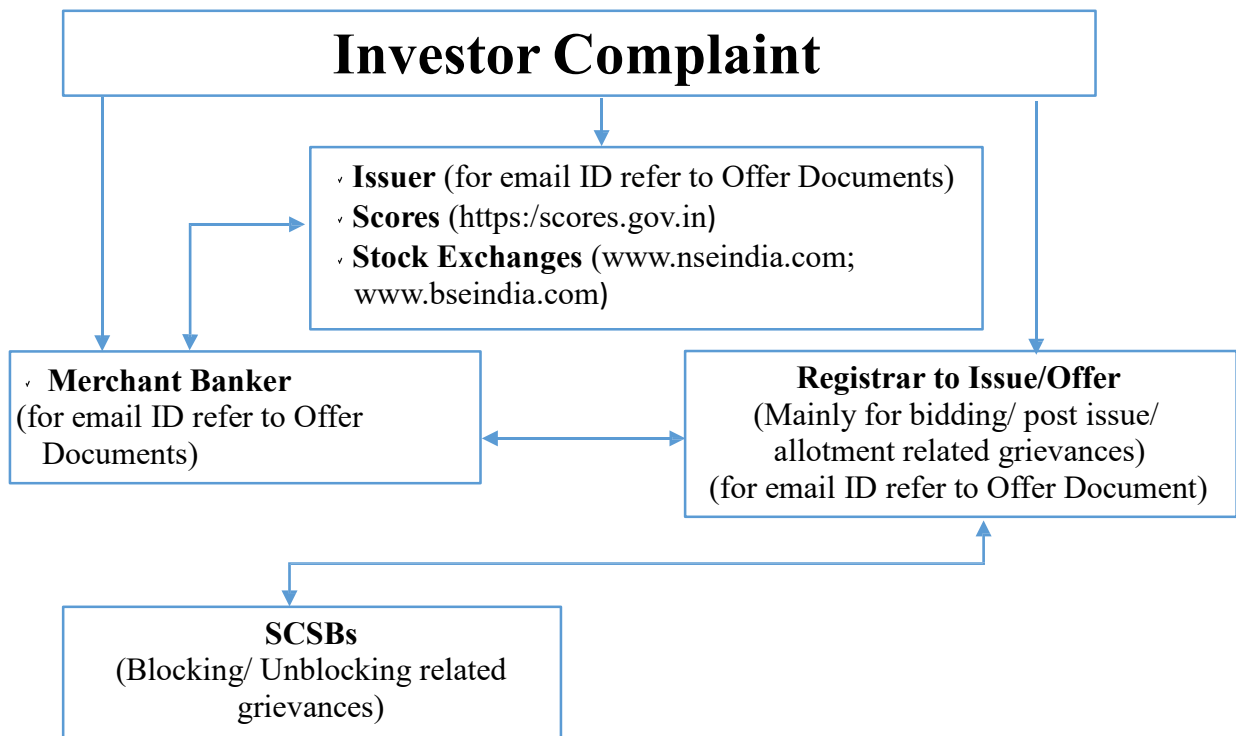 Investor Complaint
✓ Issuer (for email ID refer to Offer Documents)
✓ Scores (https:/scores.gov.in)
✓ Stock Exchanges (www.nseindia.com;
www.bseindia.com)
✓ Merchant Banker
(for email ID refer to Offer
Documents)
Registrar to Issue/Offer
(Mainly for bidding/ post issue/
allotment related grievances)
(for email ID refer to Offer Document)
SCSBs
(Blocking/ Unblocking related
grievances)